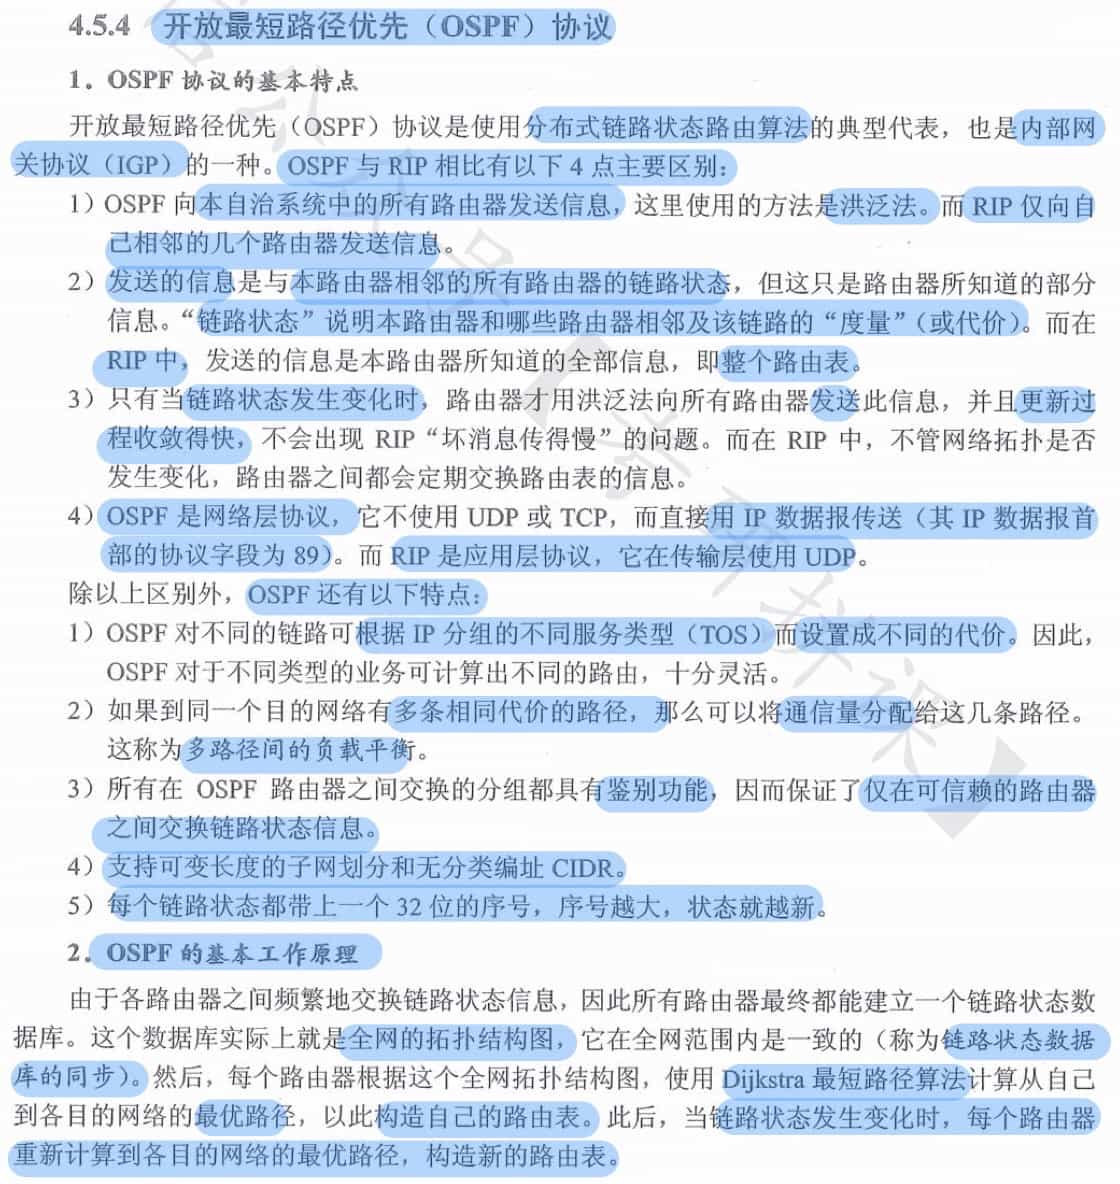 4.5.4 开放最短路径优先（OSPF）协议
1。OSPF 协议的基本特点
开放最短路径优先（OSPF）协议是使用分布式链路状态路由算法的典型代表，也是内部网
关协议（IGP）的一种。OSPF 与 RIP 相比有以下 4 点主要区别：
1）OSPF 向本自治系统中的所有路由器发送信息，这里使用的方法是洪泛法。而 RIP 仅向自
己相邻的几个路由器发送信息。
2）发送的信息是与本路由器相邻的所有路由器的链路状态，但这只是路由器所知道的部分
信息。“链路状态”说明本路由器和哪些路由器相邻及该链路的“度量”（或代价）。而在
RIP 中，发送的信息是本路由器所知道的全部信息，即整个路由表。
3）只有当链路状态发生变化时，路由器才用洪泛法向所有路由器发送此信息，并且更新过
程收敛得快，不会出现 RIP“坏消息传得慢”的问题。而在 RIP 中，不管网络拓扑是否
发生变化，路由器之间都会定期交换路由表的信息。
4）OSPF 是网络层协议，它不使用 UDP 或 TCP，而直接用 IP 数据报传送（其 IP 数据报首
部的协议字段为 89）。而 RIP 是应用层协议，它在传输层使用 UDP。
除以上区别外，OSPF 还有以下特点：
1）OSPF 对不同的链路可根据 IP 分组的不同服务类型（TOS）而设置成不同的代价。因此，
OSPF 对于不同类型的业务可计算出不同的路由，十分灵活。
2）如果到同一个目的网络有多条相同代价的路径，那么可以将通信量分配给这几条路径。
这称为多路径间的负载平衡。
3）所有在 OSPF 路由器之间交换的分组都具有鉴别功能，因而保证了仅在可信赖的路由器
之间交换链路状态信息。
4）支持可变长度的子网划分和无分类编址 CIDR。
5）每个链路状态都带上一个 32 位的序号，序号越大，状态就越新。
2。OSPF 的基本工作原理
由于各路由器之间频繁地交换链路状态信息，因此所有路由器最终都能建立一个链路状态数
据库。这个数据库实际上就是全网的拓扑结构图，它在全网范围内是一致的（称为链路状态数据
库的同步）。然后，每个路由器根据这个全网拓扑结构图，使用 Dijkstra 最短路径算法计算从自己
到各目的网络的最优路径，以此构造自己的路由表。此后，当链路状态发生变化时，每个路由器
重新计算到各目的网络的最优路径，构造新的路由表。